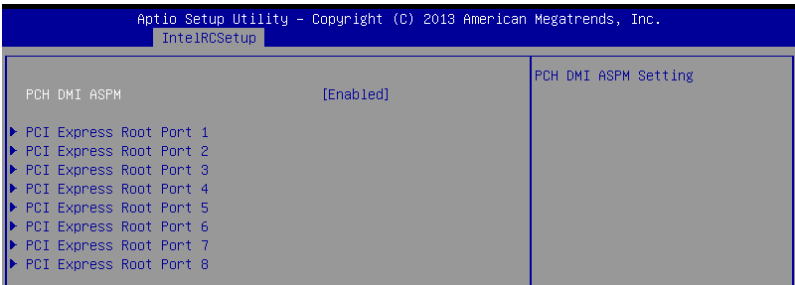 Aptio Setup Utility – Copyright (C) 2013 American Megatrends, Inc.
IntelRCSetup
PCH DMI ASPM [Enabled]
PCH DMI ASPM Setting
PCI Express Root Port 1
PCI Express Root Port 2
PCI Express Root Port 3
PCI Express Root Port 4
PCI Express Root Port 5
PCI Express Root Port 6
PCI Express Root Port 7
PCI Express Root Port 8